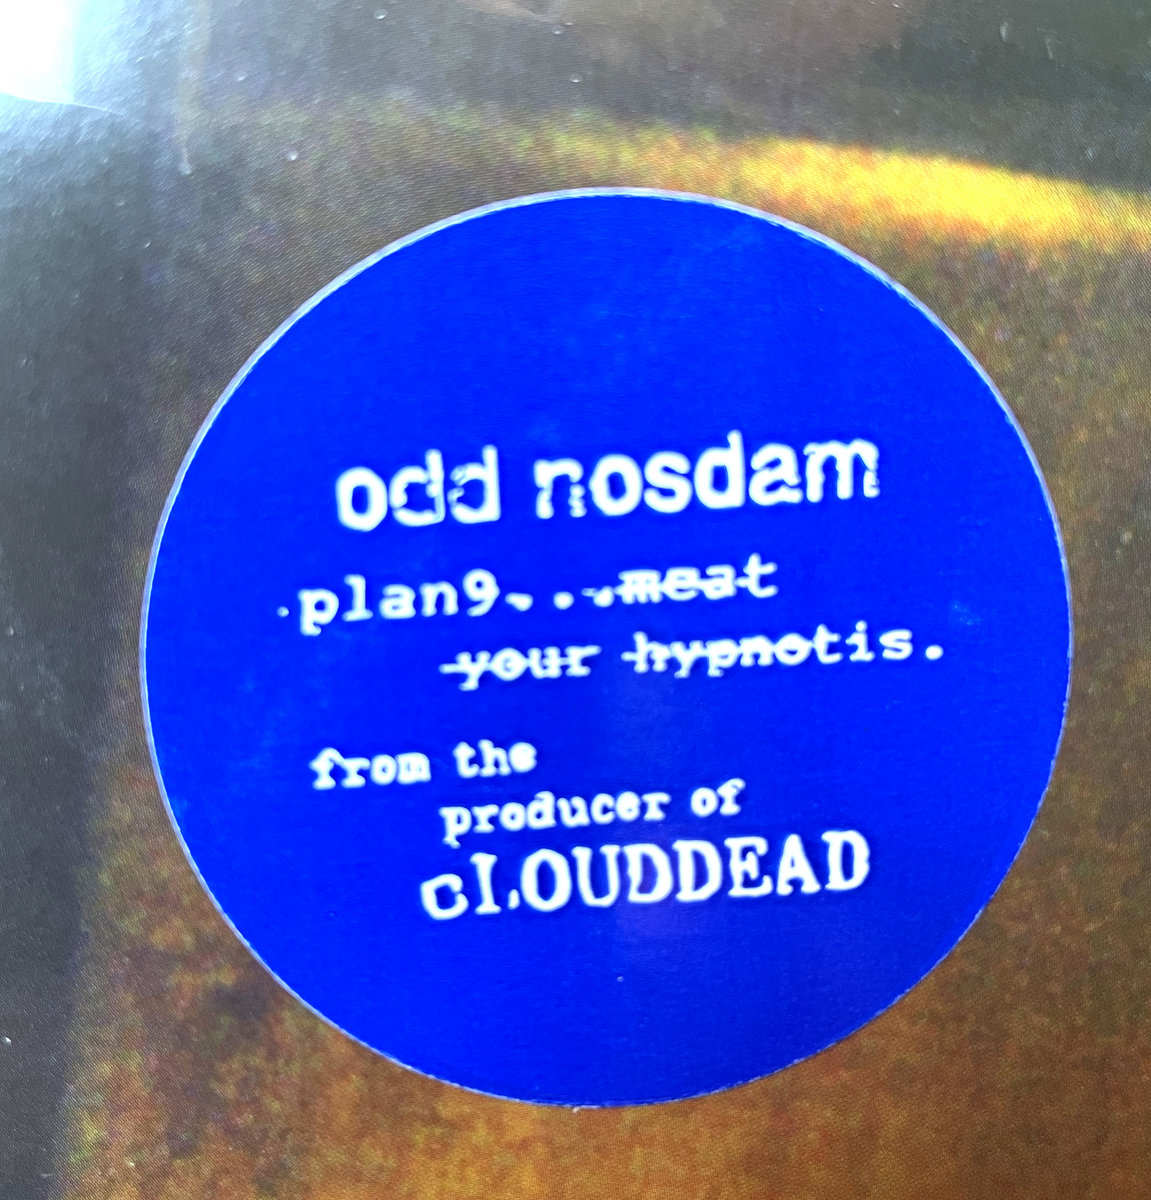 odd nosdam
.plan9...meat
your hypnotis.
from the
producer of
cLOUDDEAD